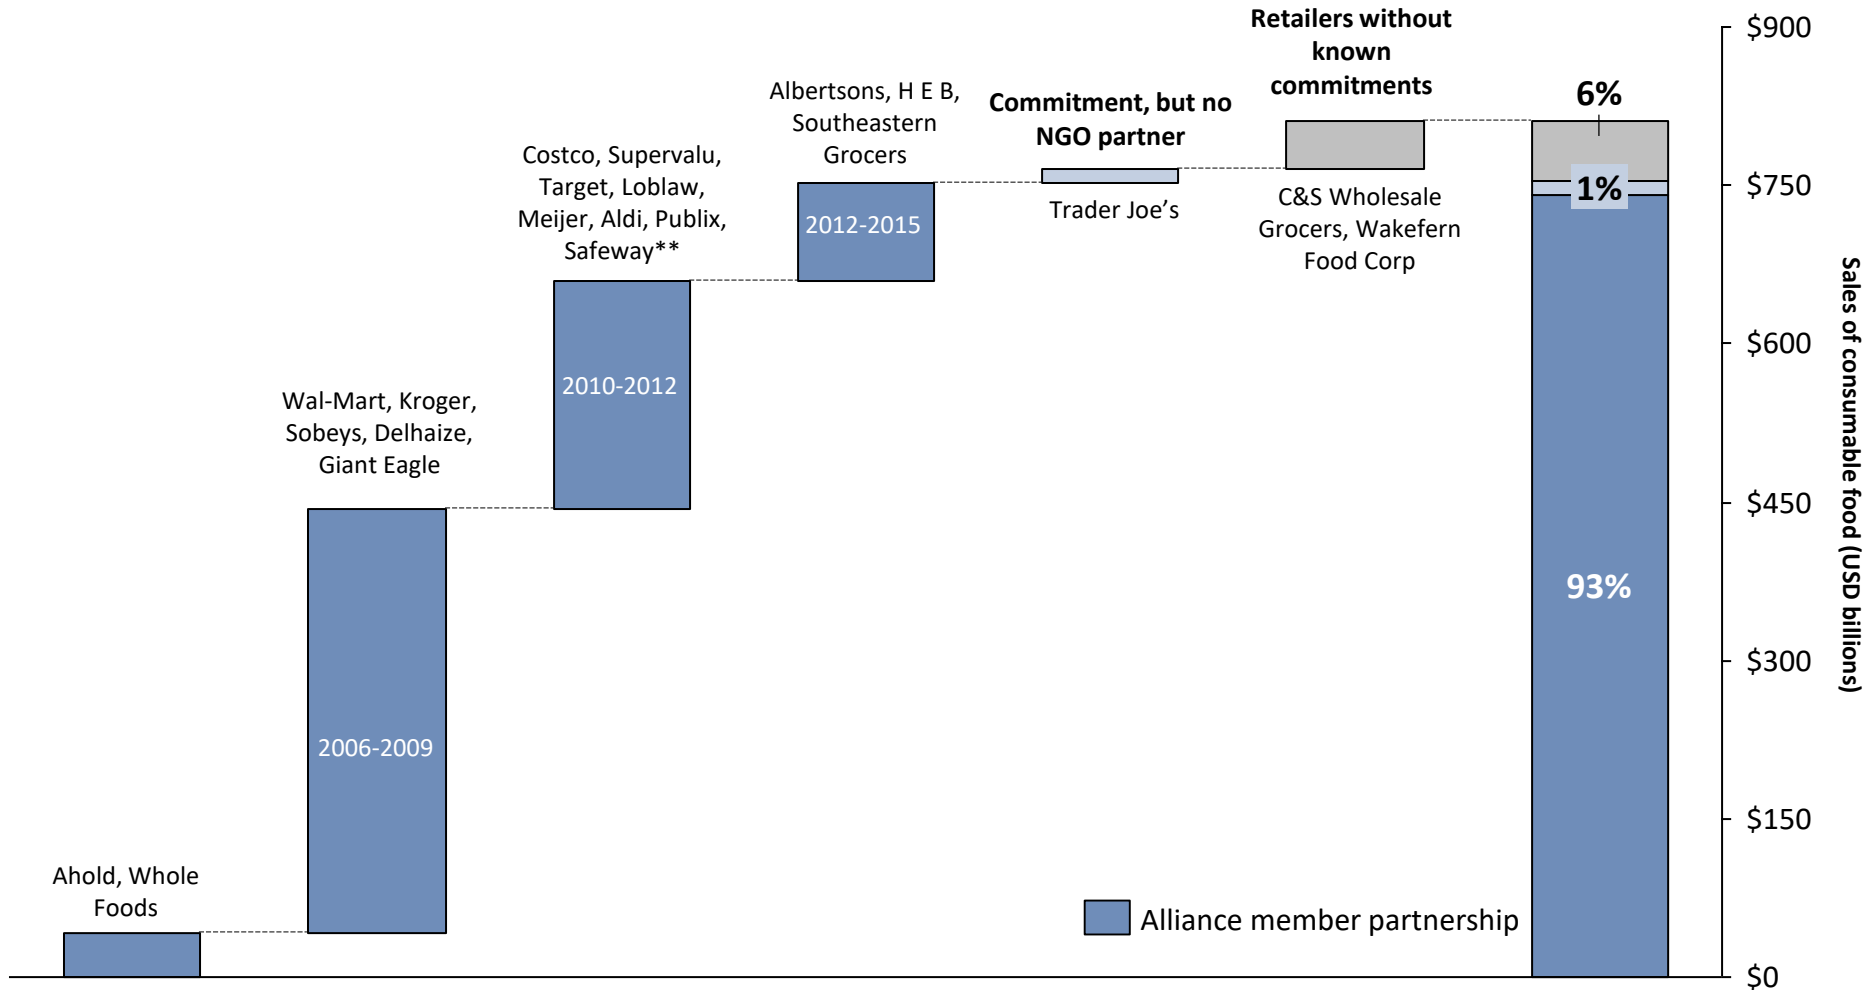 Ahold, Whole
Foods
Wal-Mart, Kroger,
Sobeys, Delhaize,
Giant Eagle
2006-2009
Costco, Supervalu,
Target, Loblaw,
Meijer, Aldi, Publix,
Safeway**
2010-2012
Albertsons, H E B,
Southeastern
Grocers
2012-2015
Commitment, but no
NGO partner
Trader Joe’s
Retailers without
known
commitments
C&S Wholesale
Grocers, Wakefern
Food Corp
6%
1%
93%
Alliance member partnership
$900
$750
$600
$450
$300
$150
$0
Sales of consumable food (USD billions)